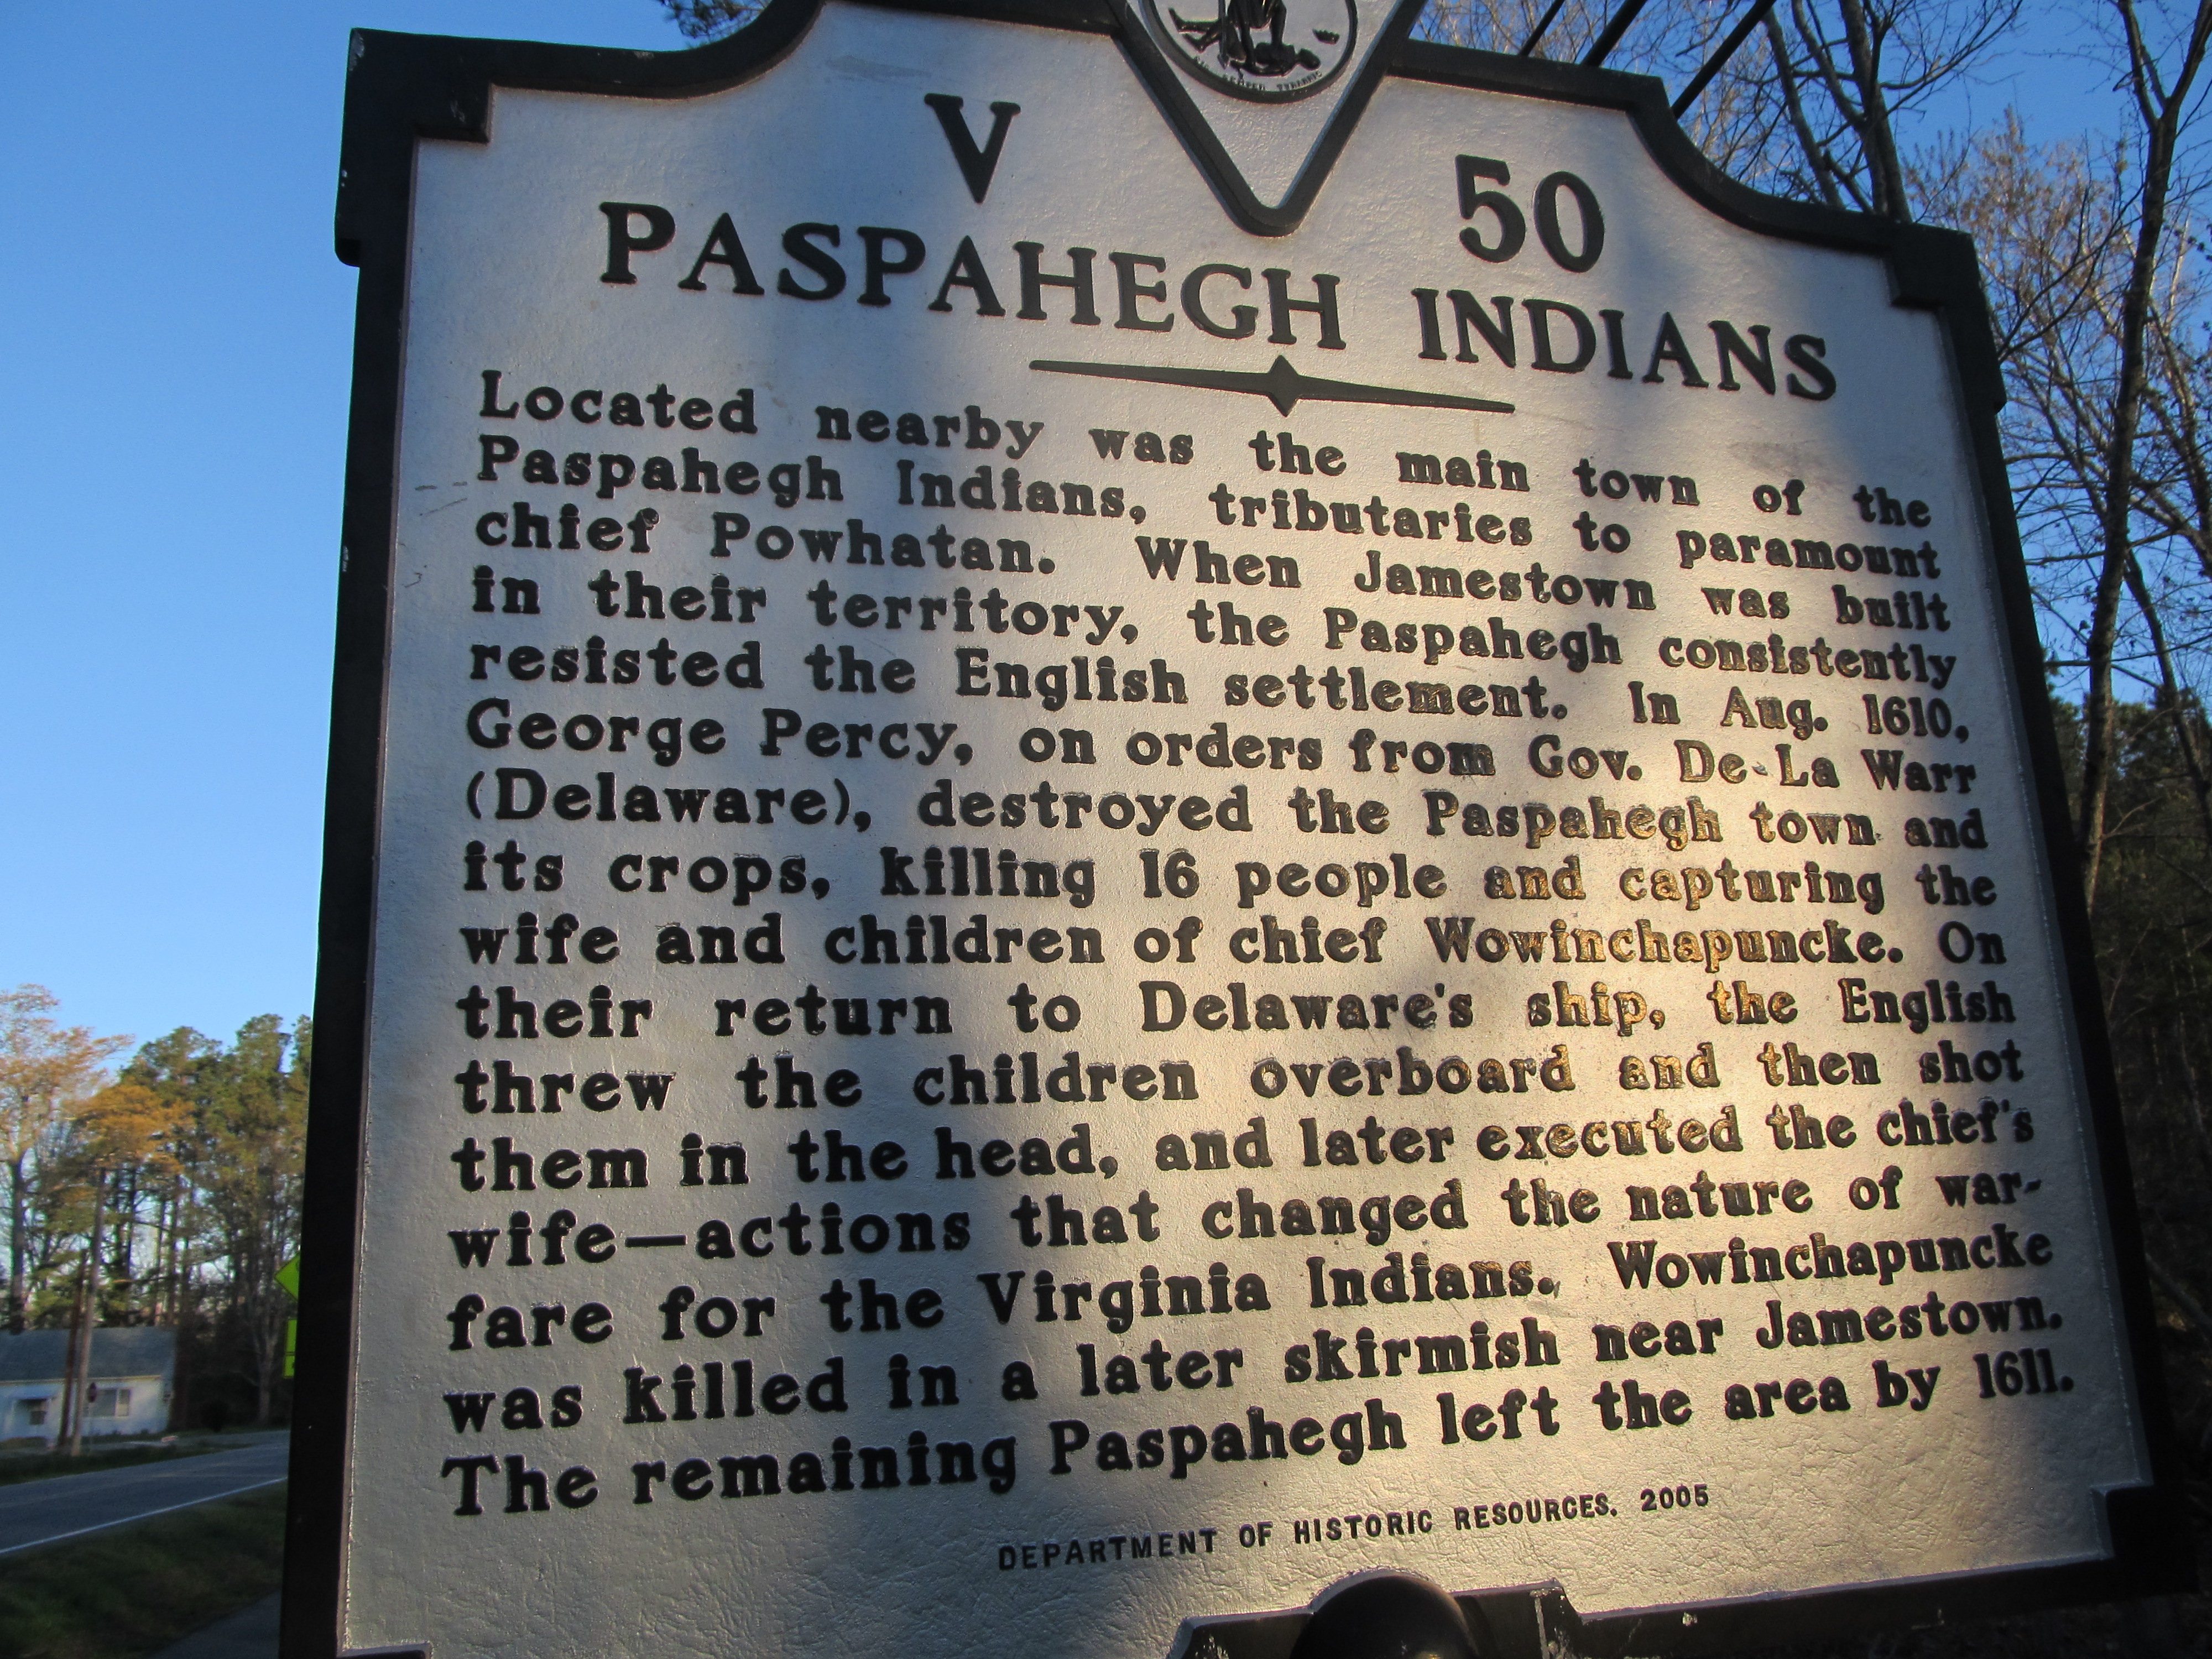 V 50
PASPAHEGH INDIANS
Located nearby was the main town of the
Paspahegh Indians, tributaries to paramount
chief Powhatan. When Jamestown was built
in their territory, the Paspahegh consistently
resisted the English settlement. In Aug. 1610,
George Percy, on orders from Gov. De La Warr
(Delaware), destroyed the Paspahegh town and
its crops, killing 16 people and capturing the
wife and children of chief Wowinchapuncke. On
their return to Delaware's ship, the English
threw the children overboard and then shot
them in the head, and later executed the chief's
wife—actions that changed the nature of war-
fare for the Virginia Indians. Wowinchapuncke
was killed in a later skirmish near Jamestown.
The remaining Paspahegh left the area by 1611.
DEPARTMENT OF HISTORIC RESOURCES, 2005